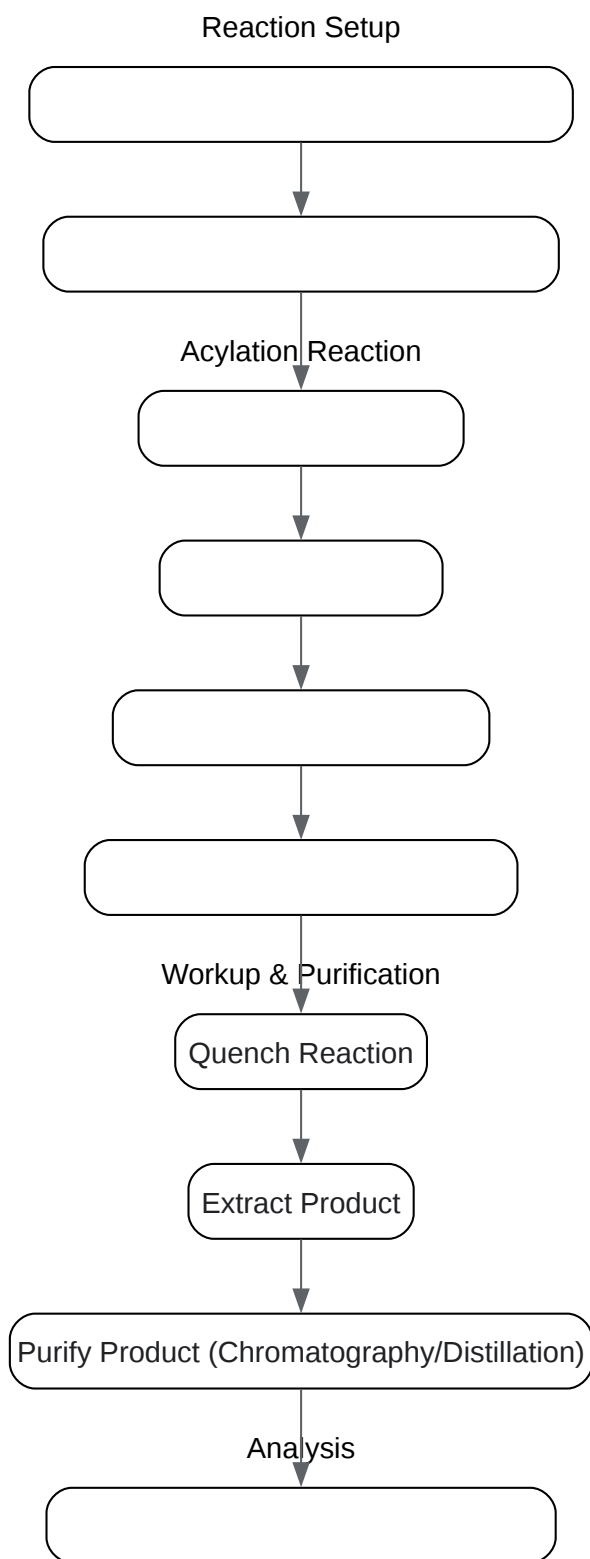 Reaction Setup
Acylation Reaction
Workup & Purification
Quench Reaction
Extract Product
Purify Product (Chromatography/Distillation)
Analysis